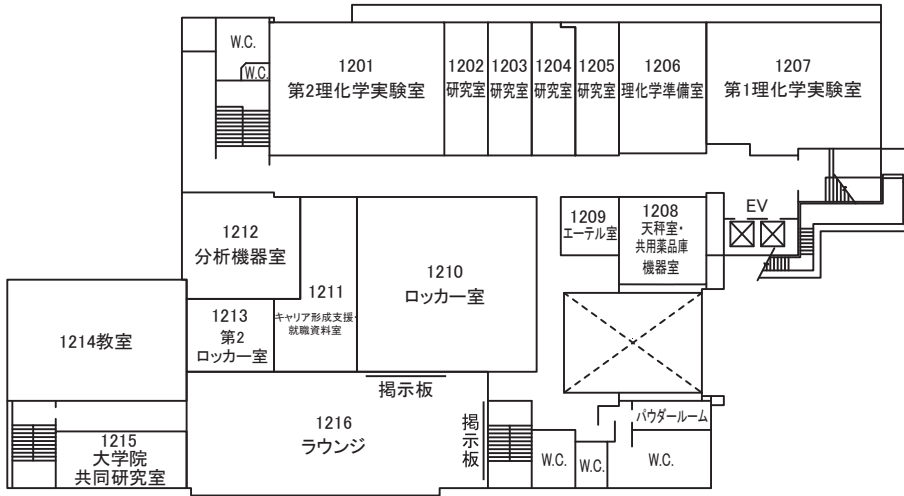 W.C.
W.C.
1201
第2理化学実験室
1202
研究室
1203
研究室
1204
研究室
1205
研究室
1206
理化学準備室
1207
第1理化学実験室
1212
分析機器室
1210
ロッカー室
1209
エーテル室
1208
天秤室・
共用薬品庫
機器室
EV
1211
キャリア形成支援・
就職資料室
1213
第2
ロッカー室
1214教室
掲示板
1216
ラウンジ
掲示板
1215
大学院
共同研究室
パウダールーム
W.C.
W.C.
W.C.